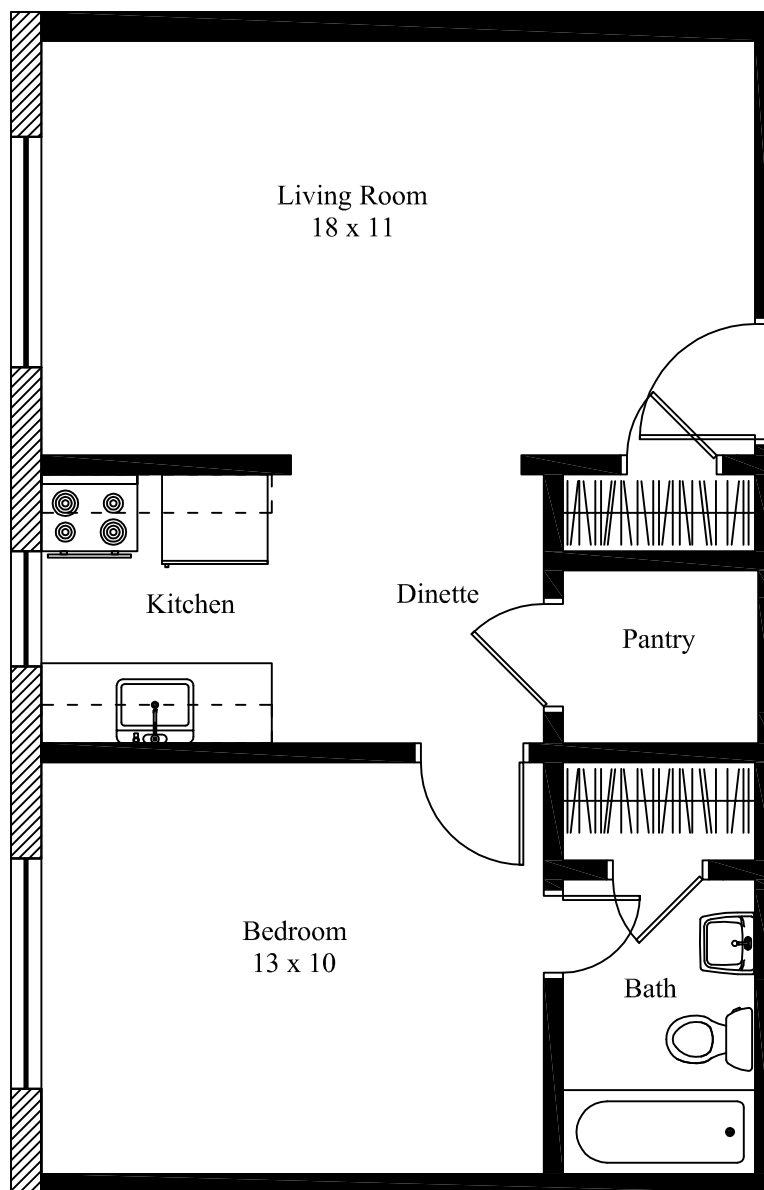 Living Room
18 x 11
Kitchen
Dinette
Pantry
Bedroom
13 x 10
Bath